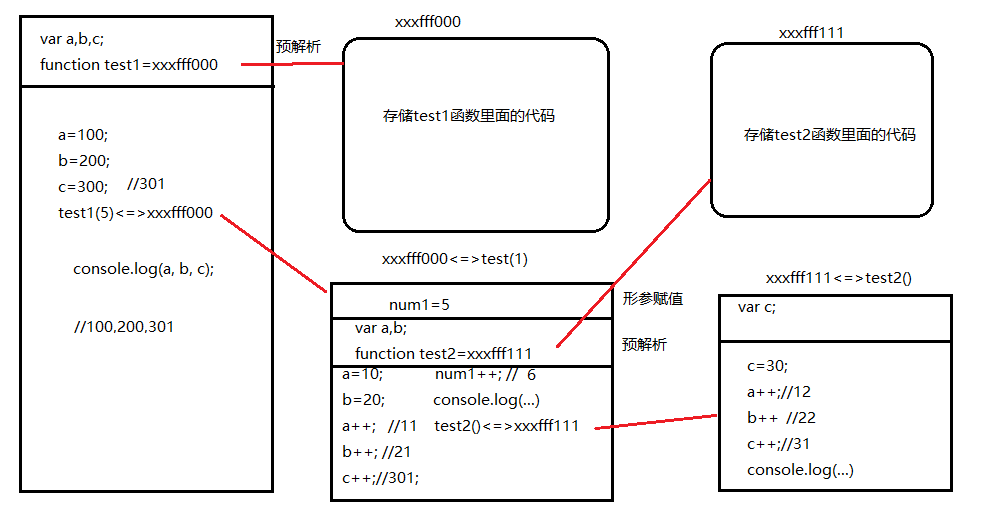 var a,b,c;
function test1=xxxfff000
预解析
a=100;
b=200;
c=300; //301
test1(5)<=>xxxfff000
console.log(a, b, c);
//100,200,301
xxxfff000
存储test1函数里面的代码
xxxfff111
存储test2函数里面的代码
xxxfff000<=>test(1)
num1=5
形参赋值
var a,b;
function test2=xxxfff111
预解析
a=10; num1++; // 6
b=20; console.log(...)
a++; //11 test2()<=>xxxfff111
b++; //21
c++;//301;
xxxfff111<=>test2()
var c;
c=30;
a++;//12
b++ //22
c++;//31
console.log(...)